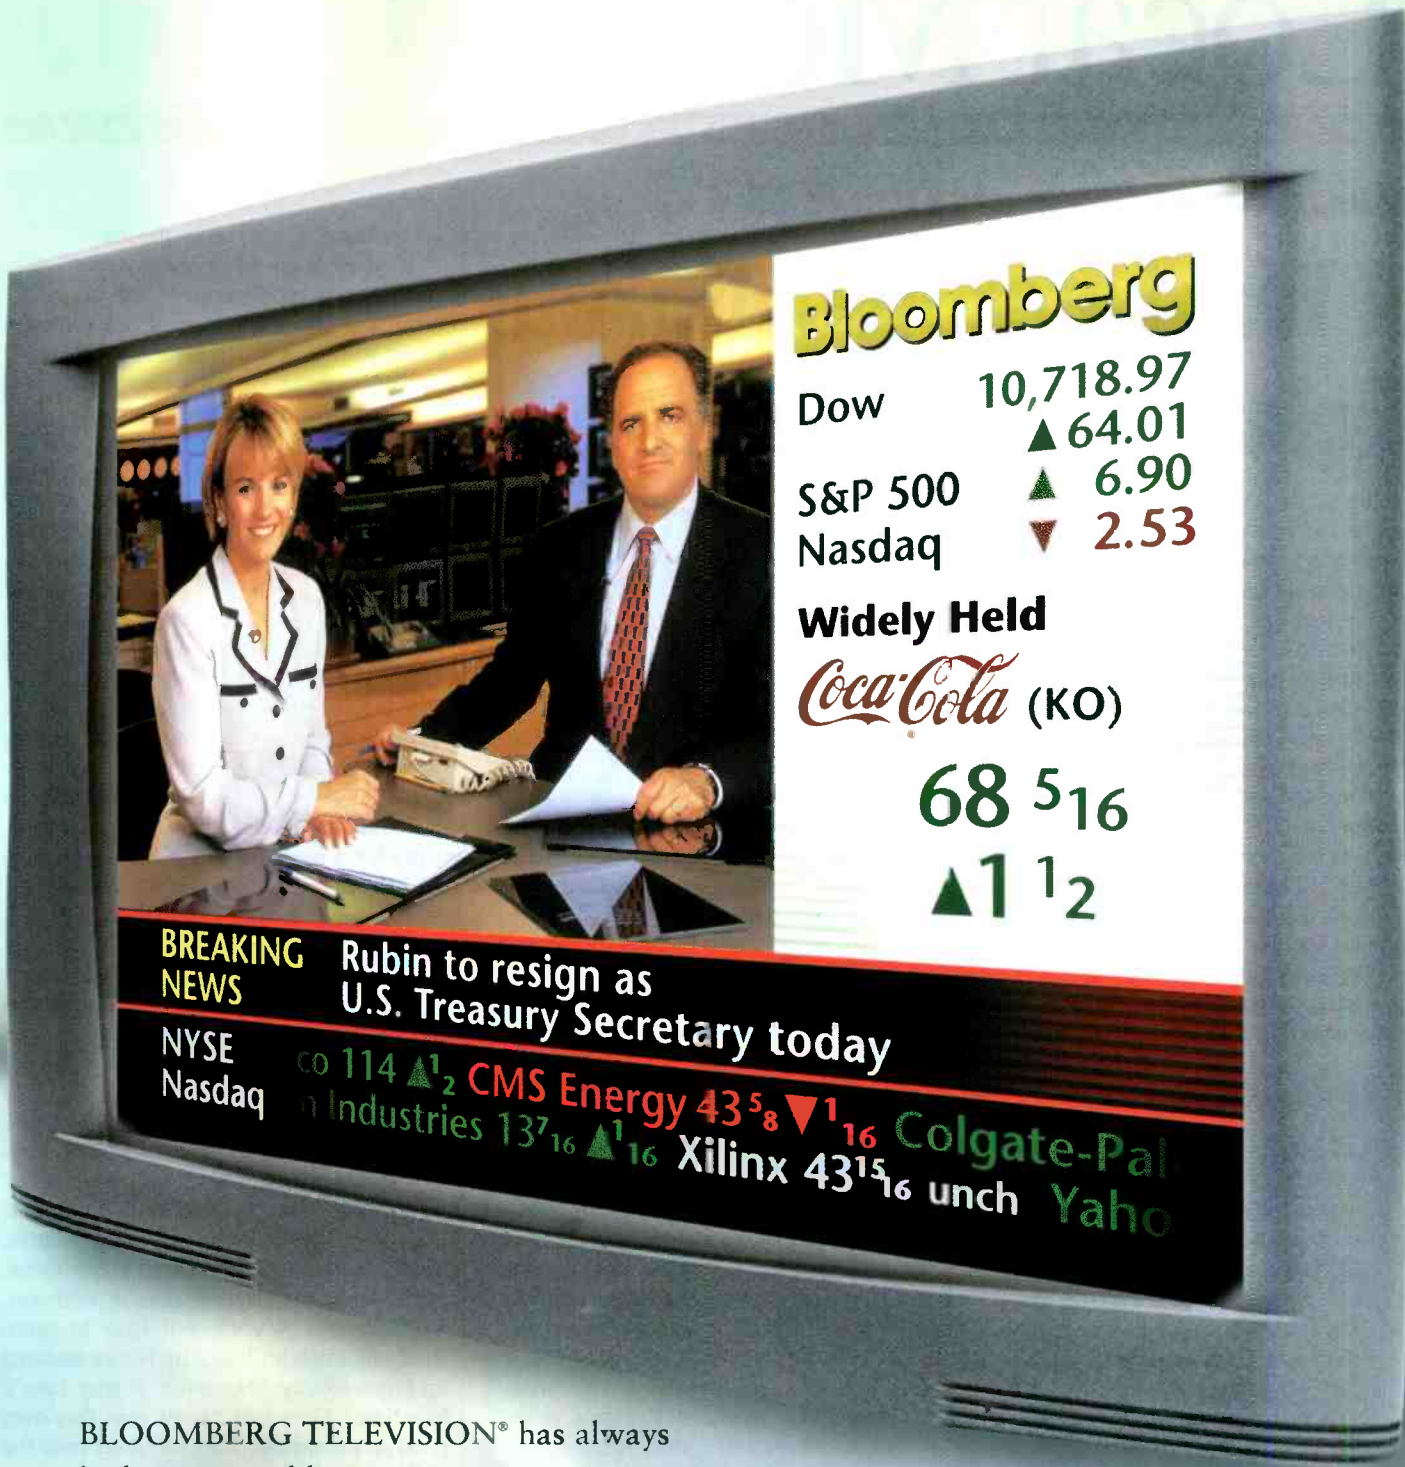 Bloomberg
Dow 10,718.97
▲ 64.01
S&P 500 ▲ 6.90
Nasdaq ▼ 2.53
Widely Held
Coca-Cola (KO)
68 5/16
▲1 1/2
BREAKING NEWS
Rubin to resign as
U.S. Treasury Secretary today
NYSE co 114 ▲1/2 CMS Energy 43 5/8 ▼1/16 Colgate-Pal
Nasdaq n Industries 13 7/16 ▲1/16 Xilinx 43 15/16 unch Yaho
BLOOMBERG TELEVISION® has always